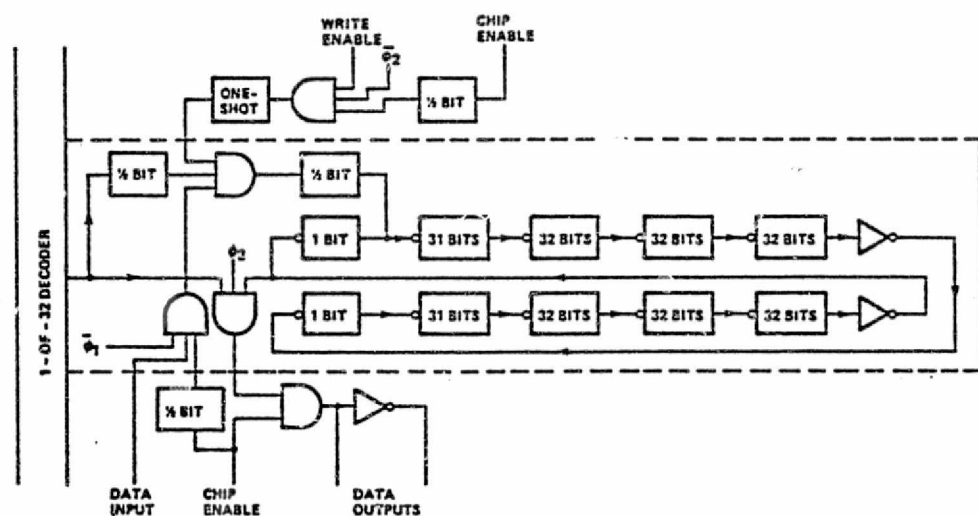 WRITE
ENABLE
CHIP
ENABLE
φ̄2
ONE-
SHOT
½ BIT
½ BIT
½ BIT
1 BIT
31 BITS
32 BITS
32 BITS
32 BITS
φ2
1 BIT
31 BITS
32 BITS
32 BITS
32 BITS
1-OF-32 DECODER
φ̄1
½ BIT
DATA
INPUT
CHIP
ENABLE
DATA
OUTPUTS